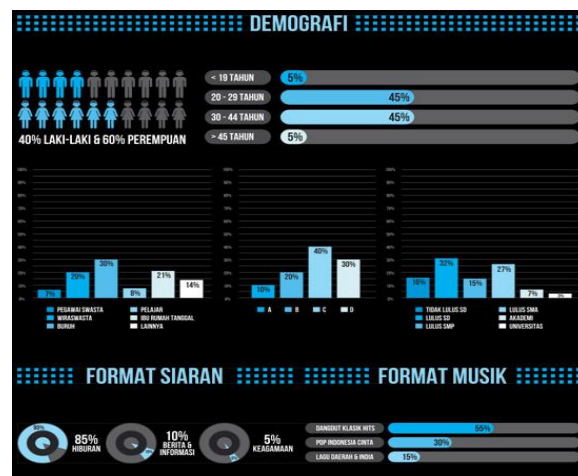 DEMOGRAFI
< 19 TAHUN 5%
20 - 29 TAHUN 45%
30 - 44 TAHUN 45%
> 45 TAHUN 5%
40% LAKI-LAKI & 60% PEREMPUAN
7% 20% 30% 8% 21% 14%
PEGAWAI SWASTA PELAJAR
WIRASWASTA IBU RUMAH TANGGAL
BURUH LAINNYA
10% 20% 40% 30%
A B C D
16% 32% 15% 27% 7%
TIDAK LULUS SD LULUS SMA
LULUS SD AKADEMI
LULUS SMP UNIVERSITAS
FORMAT SIARAN
85% HIBURAN
10% BERITA & INFORMASI
5% KEAGAMAAN
FORMAT MUSIK
DANGDUT KLASIK HITS 55%
POP INDONESIA CINTA 30%
LAGU DAERAH & INDIA 15%